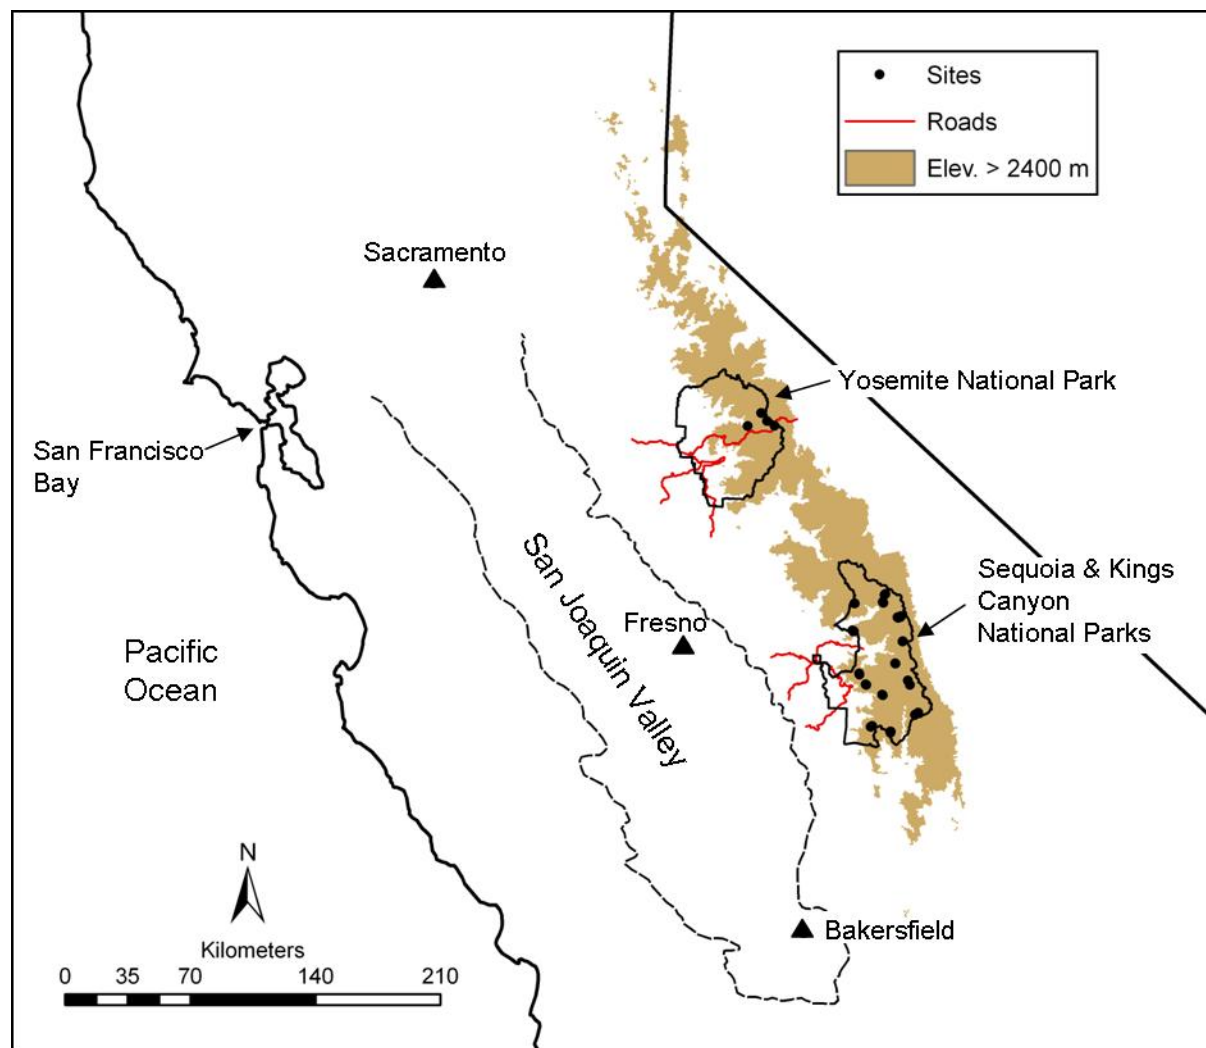 Sites
Roads
Elev. > 2400 m
Sacramento
Yosemite National Park
San Francisco
Bay
San Joaquin Valley
Sequoia & Kings
Canyon
National Parks
Fresno
Pacific
Ocean
N
Kilometers
0 35 70 140 210
Bakersfield